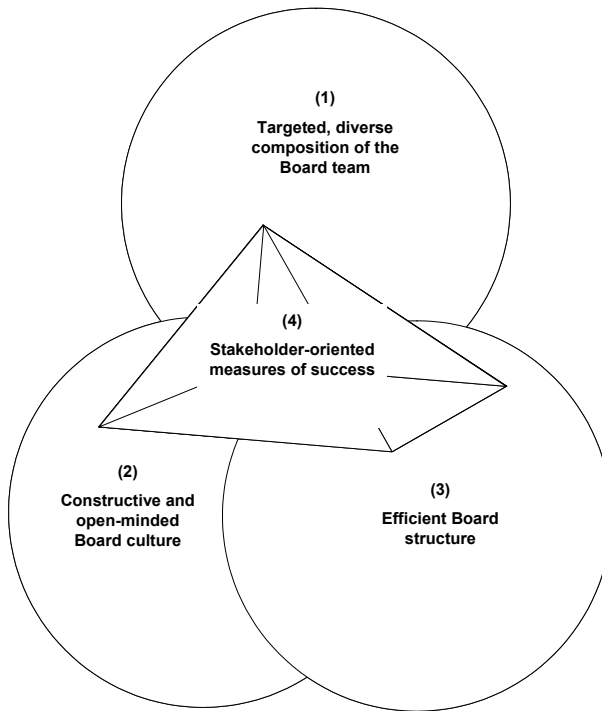 (1)
Targeted, diverse
composition of the
Board team
(4)
Stakeholder-oriented
measures of success
(2)
Constructive and
open-minded
Board culture
(3)
Efficient Board
structure